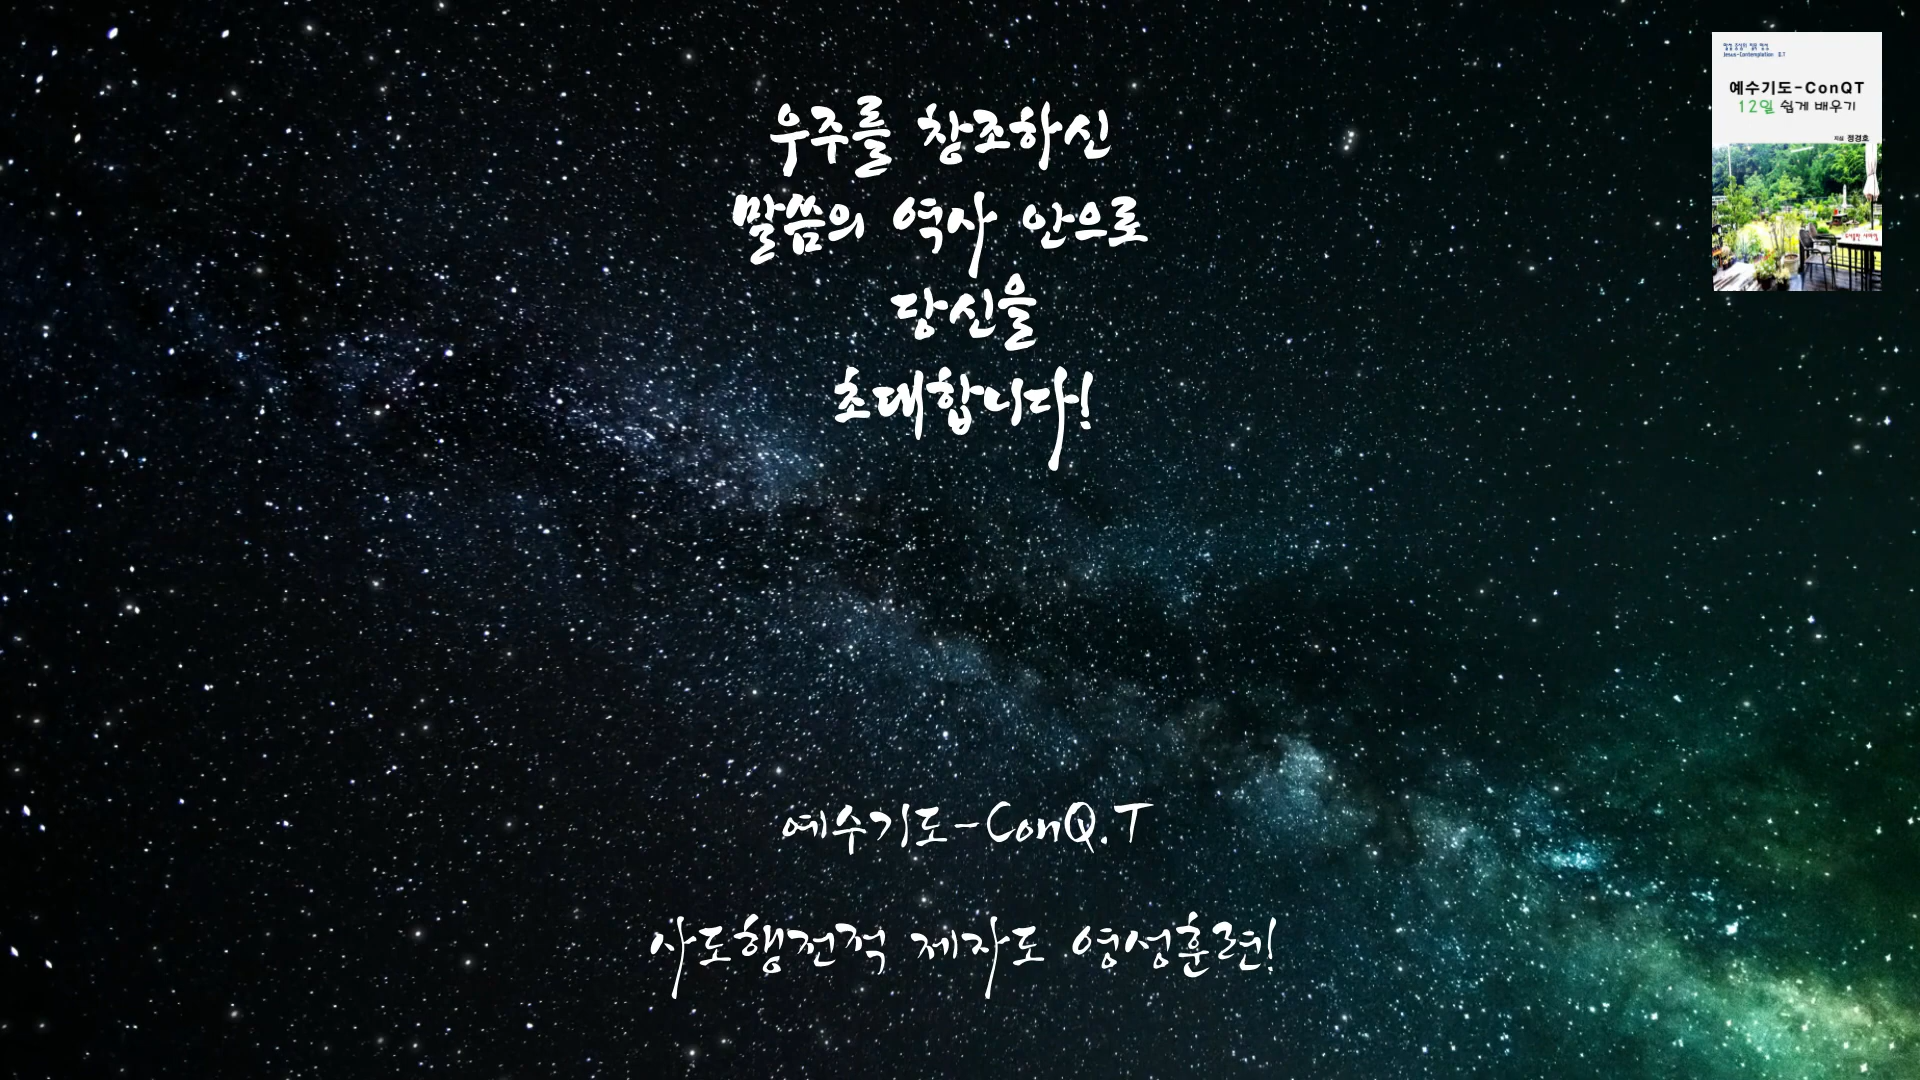 우주를 창조하신
말씀의 역사 안으로
당신을
초대합니다!
예수기도-ConQ.T
사도행전적 제자도 영성훈련!
Jesus-Contemplation
예수기도-ConQT
12일 쉽게 배우기
정경호